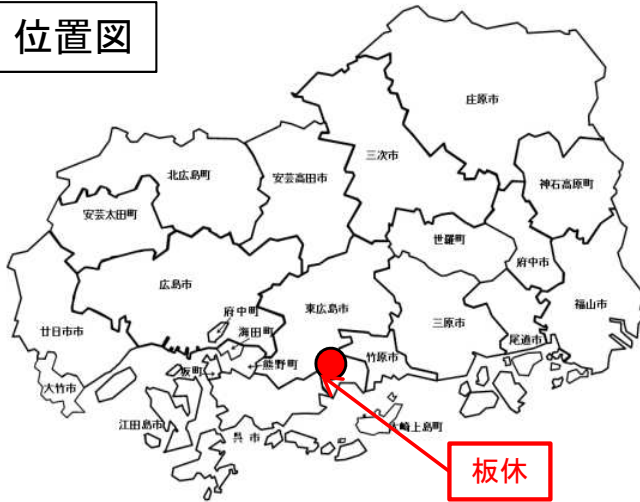 位置図
庄原市
三次市
北広島町
安芸高田市
神石高原町
安芸太田町
世羅町
府中市
広島市
東広島市
三原市
福山市
府中町
尾道市
廿日市市
海田町
竹原市
熊野町
坂町
大竹市
江田島市
大崎上島町
呉市
板休